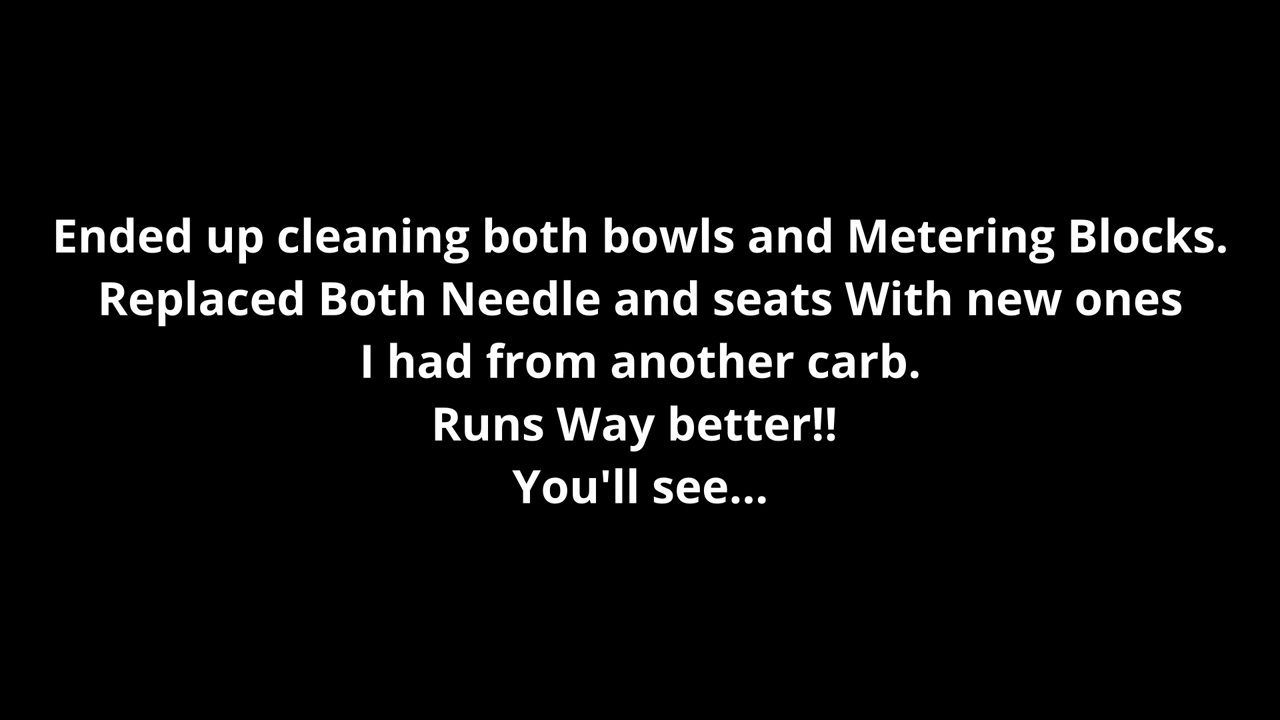 Ended up cleaning both bowls and Metering Blocks.
Replaced Both Needle and seats With new ones
I had from another carb.
Runs Way better!!
You'll see...